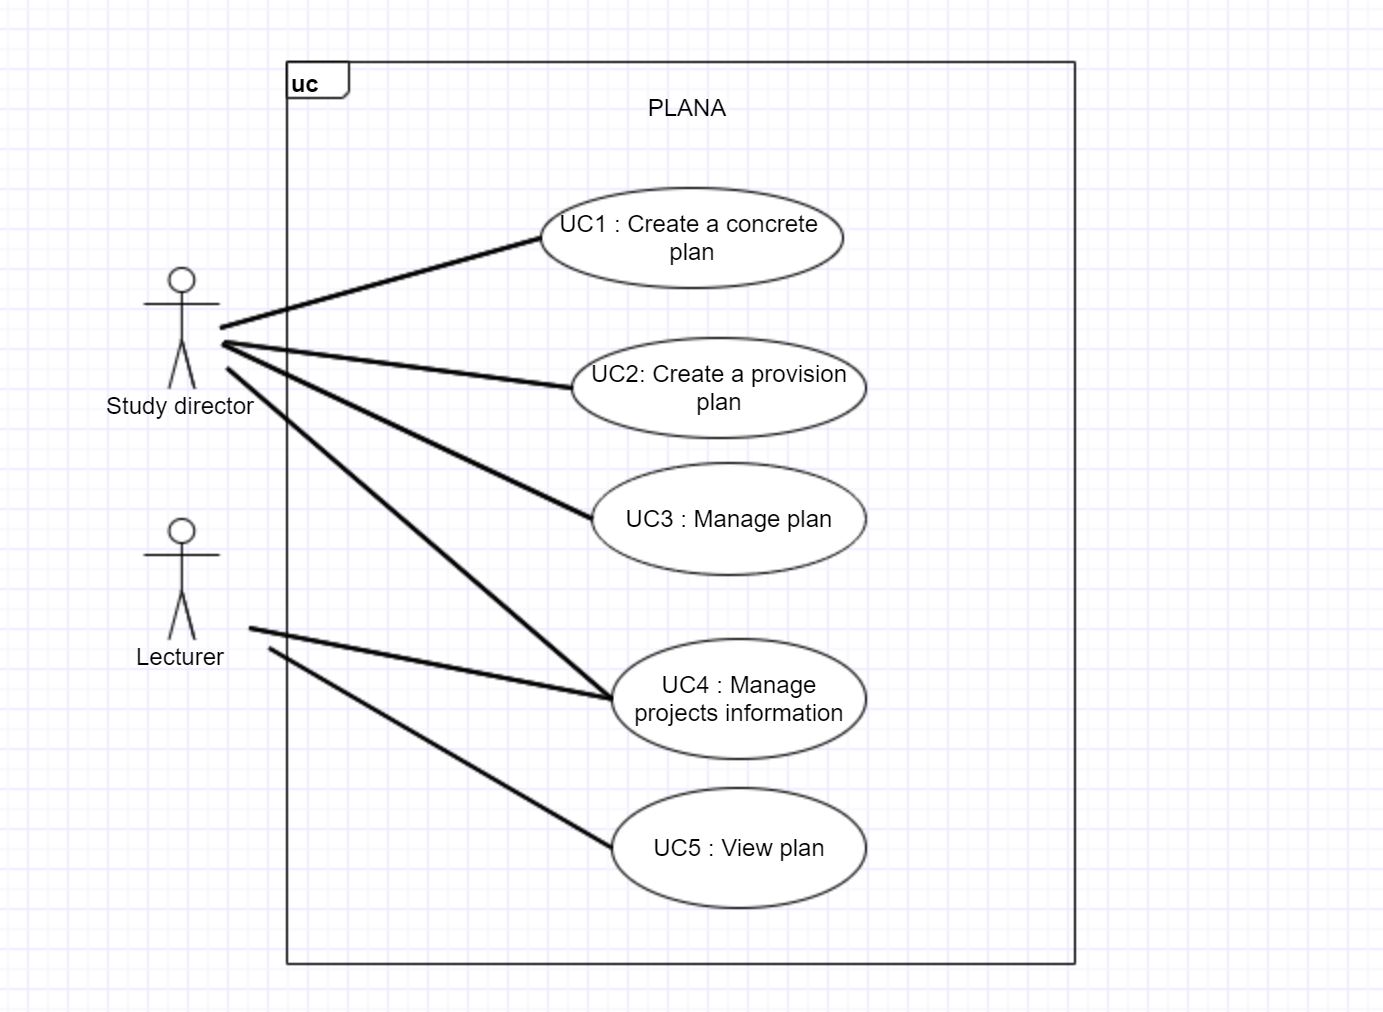 uc
PLANA
UC1 : Create a concrete
plan
UC2: Create a provision
plan
Study director
UC3 : Manage plan
Lecturer
UC4 : Manage
projects information
UC5 : View plan